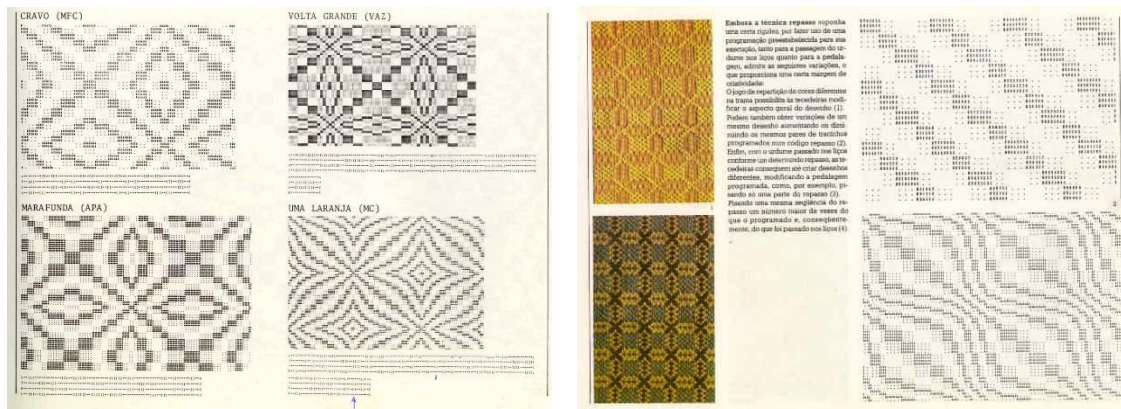 CRAVO (MFC)
VOLTA GRANDE (VAZ)
MARAFUNDA (APA)
UMA LARANJA (MC)
Embora a técnica repasso suponha
uma certa rigidez, por fazer uso de uma
programação preestabelecida para sua
execução, tanto para a passagem do ur-
dume nos liços quanto para a pedala-
gem, admite as seguintes variações, o
que proporciona uma certa margem de
criatividade:
O jogo de repartição de cores diferentes
na trama possibilita às tecedeiras modi-
ficar o aspecto geral do desenho (1).
Podem também obter variações de um
mesmo desenho aumentando ou dimi-
nuindo os mesmos pares de tracinhos
programados num código repasso (2).
Enfim, com o urdume passado nos liços
conforme um determinado repasso, as te-
cedeiras conseguem até criar desenhos
diferentes, modificando a pedalagem
programada, como, por exemplo, pi-
sando só uma parte do repasso (3).
Pisando uma mesma seqüência do re-
passo um número maior de vezes do
que o programado e, conseqüente-
mente, do que foi passado nos liços (4).
1
2